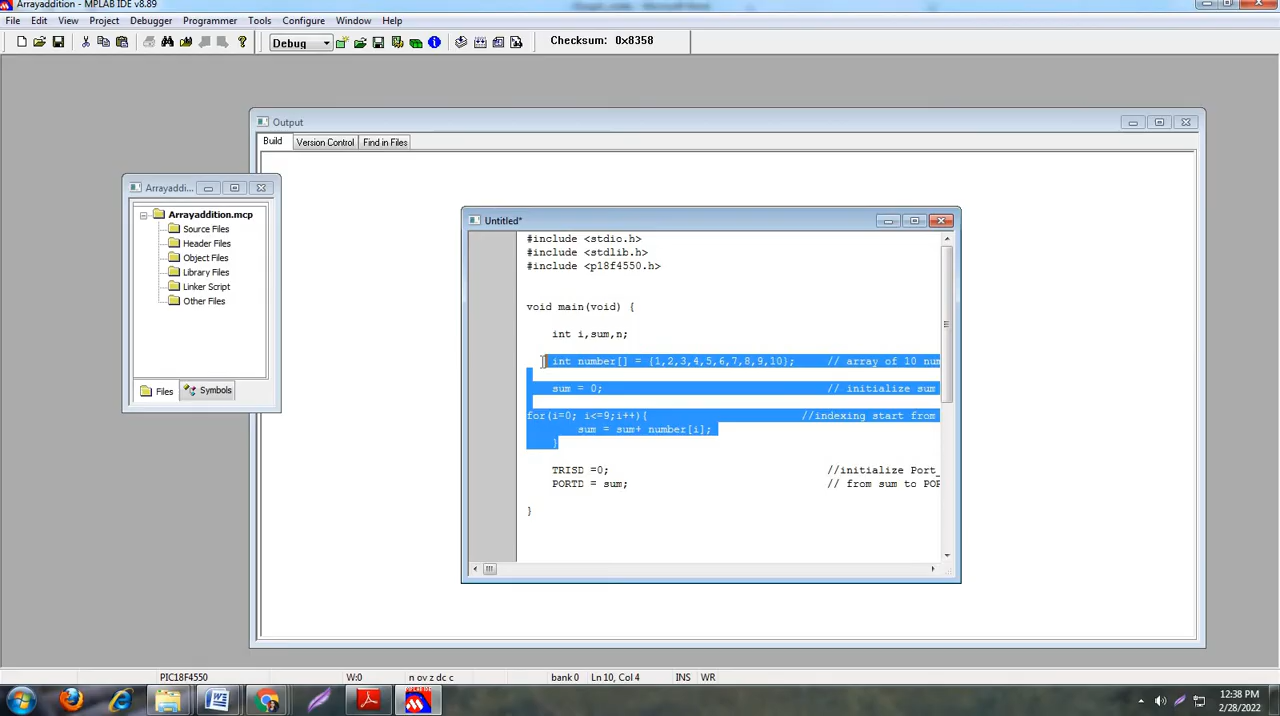 Arrayaddition - MPLAB IDE v8.89
File Edit View Project Debugger Programmer Tools Configure Window Help
Debug Checksum: 0x8358
Output
Build Version Control Find in Files
Arrayaddi...
Arrayaddition.mcp
Source Files
Header Files
Object Files
Library Files
Linker Script
Other Files
Files Symbols
Untitled*
#include <stdio.h>
#include <stdlib.h>
#include <p18f4550.h>
void main(void) {
int i,sum,n;
int number[] = {1,2,3,4,5,6,7,8,9,10}; // array of 10 num
sum = 0; // initialize sum
for(i=0; i<=9;i++){ //indexing start from
sum = sum+ number[i];
}
TRISD =0; //initialize Port_
PORTD = sum; // from sum to POR
}
PIC18F4550 W:0 n ov z dc c bank 0 Ln 10, Col 4 INS WR
12:38 PM
2/28/2022